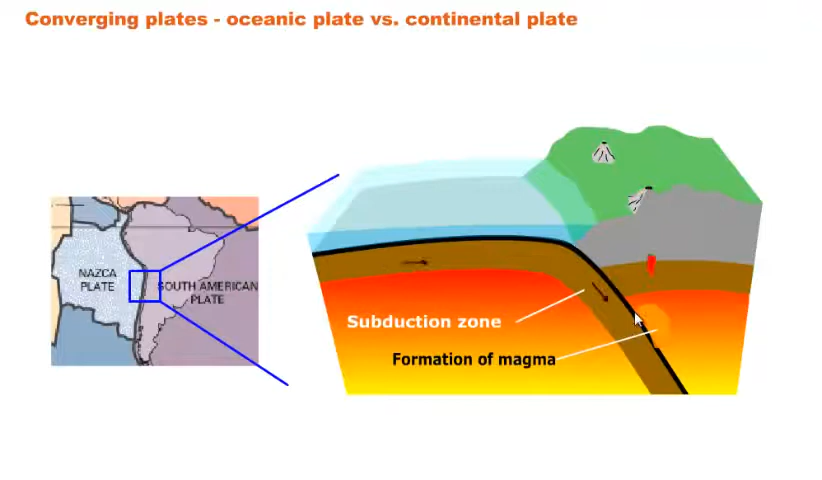 Converging plates - oceanic plate vs. continental plate
NAZCA
PLATE
SOUTH AMERICAN
PLATE
Subduction zone
Formation of magma